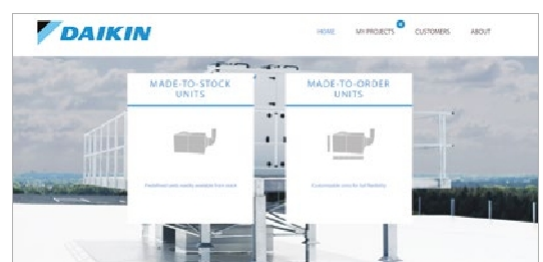 DAIKIN
HOME
MY PROJECTS
CUSTOMERS
ABOUT
MADE-TO-STOCK
UNITS
MADE-TO-ORDER
UNITS